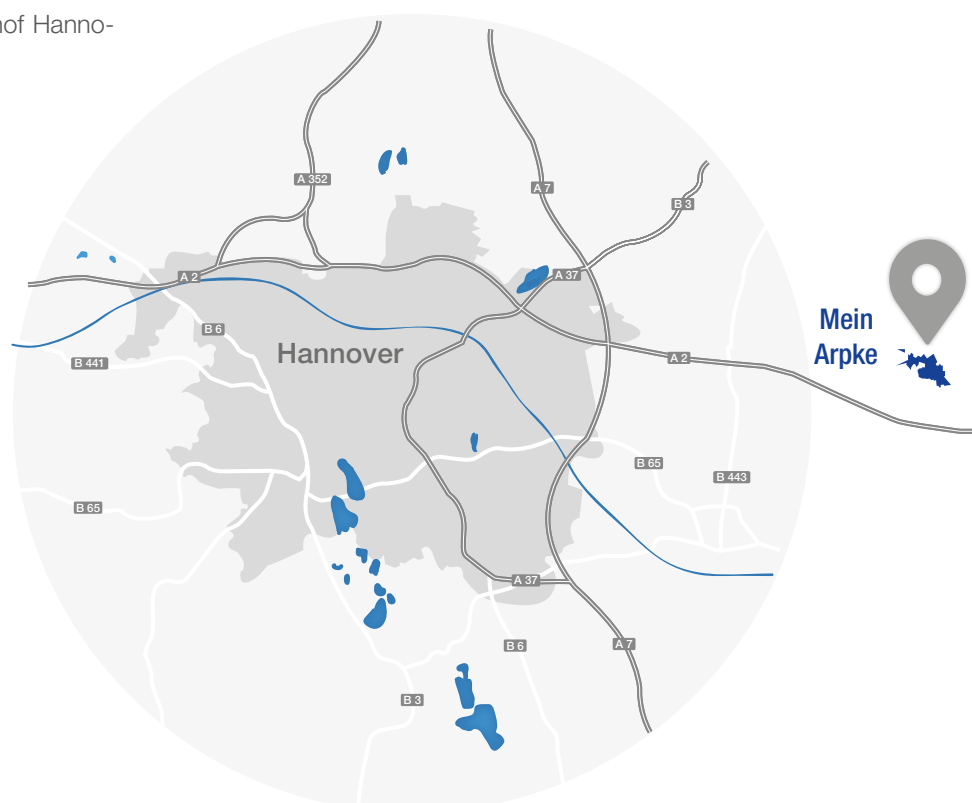 hof Hanno-
A 352
A 7
B 3
A 2
A 37
B 6
Mein
Arpke
Hannover
B 441
A 2
B 65
B 443
B 65
A 37
B 6
A 7
B 3